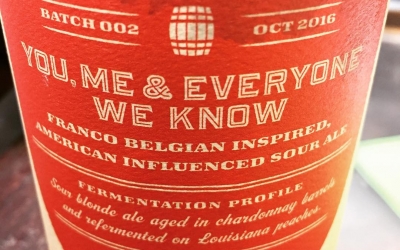 BATCH 002 OCT 2016
YOU, ME & EVERYONE
WE KNOW
FRANCO BELGIAN INSPIRED,
AMERICAN INFLUENCED SOUR ALE
FERMENTATION PROFILE
Sour blonde ale aged in chardonnay barrels
and refermented on Louisiana peaches.